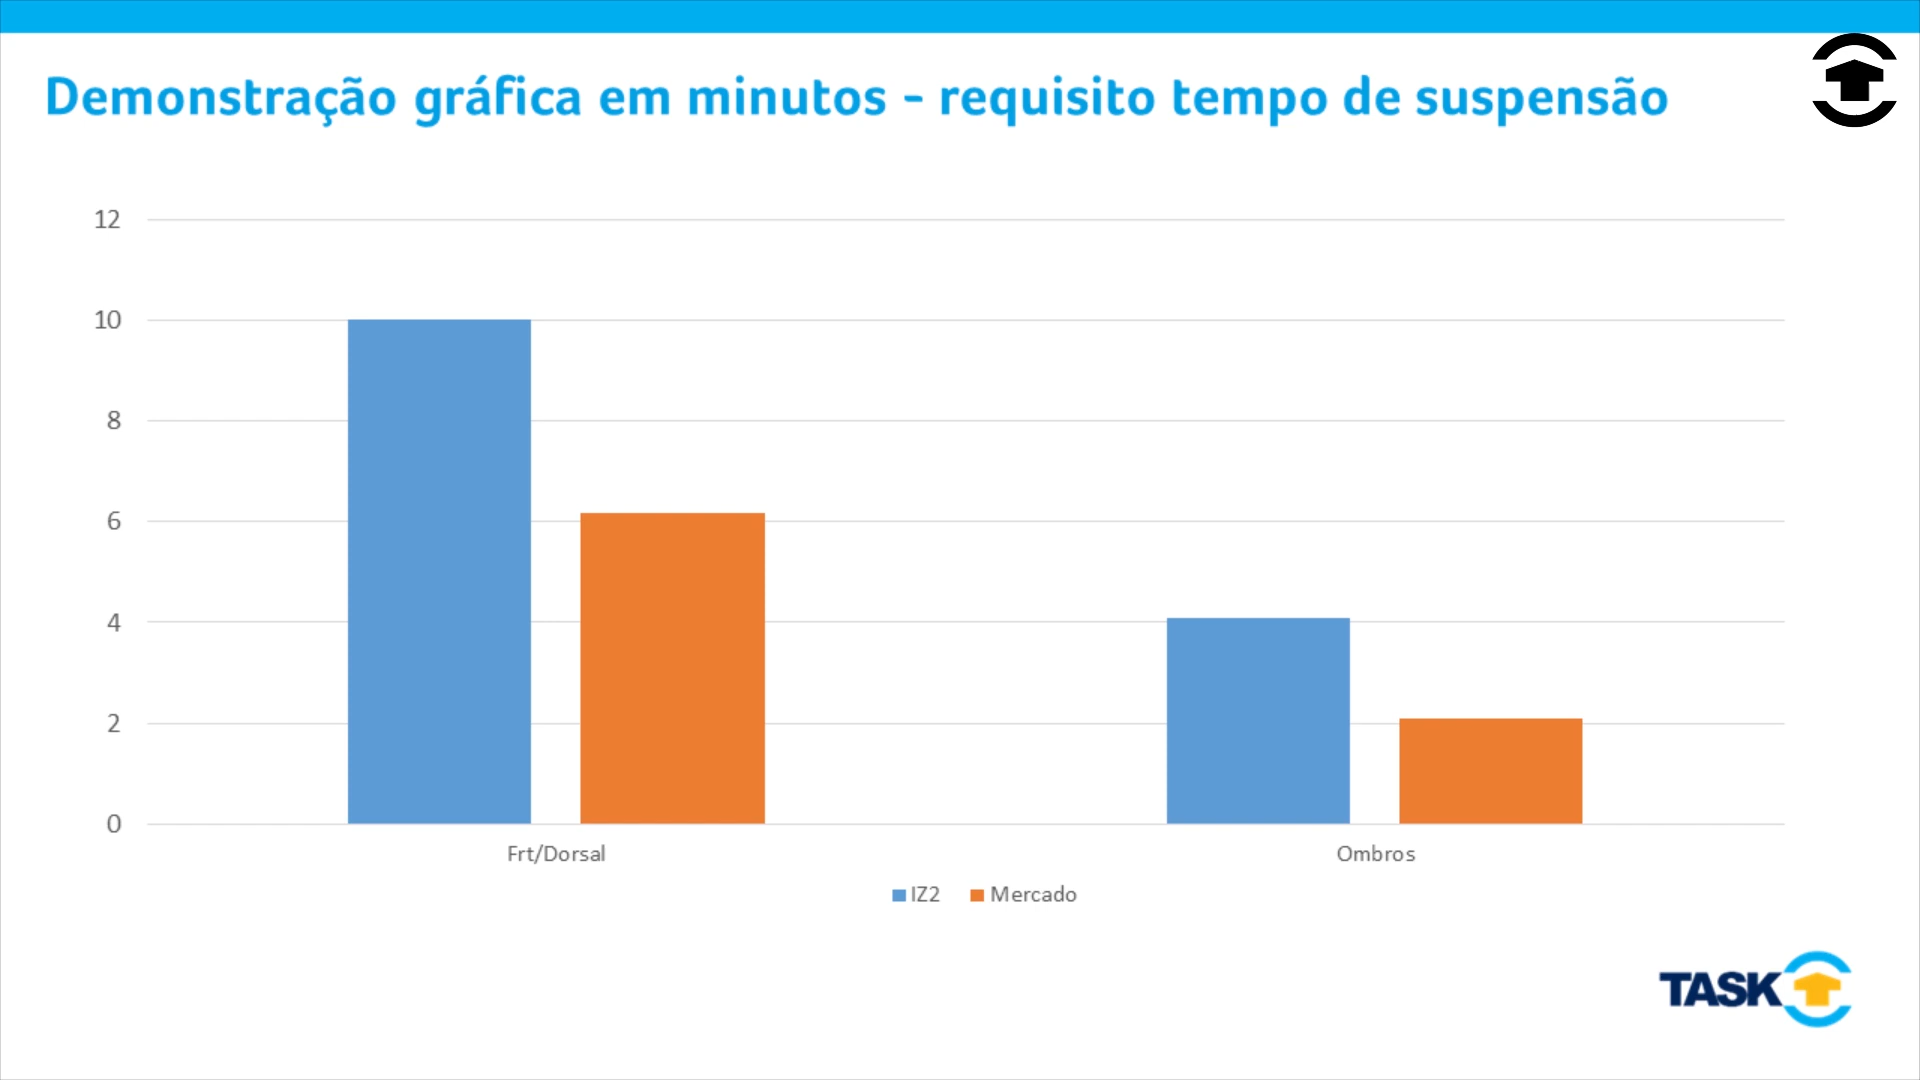 Demonstração gráfica em minutos - requisito tempo de suspensão
12
10
8
6
4
2
0
Frt/Dorsal
Ombros
IZ2
Mercado
TASK